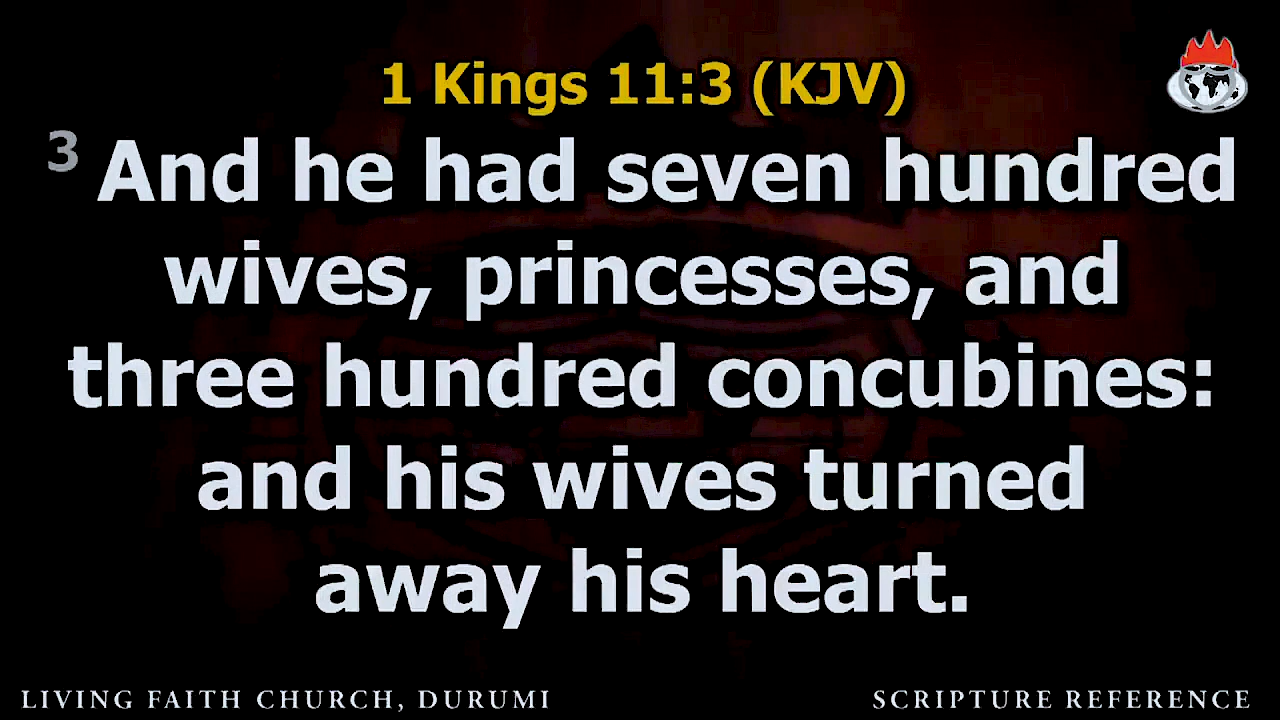 1 Kings 11:3 (KJV)
3 And he had seven hundred
wives, princesses, and
three hundred concubines:
and his wives turned
away his heart.
LIVING FAITH CHURCH, DURUMI
SCRIPTURE REFERENCE